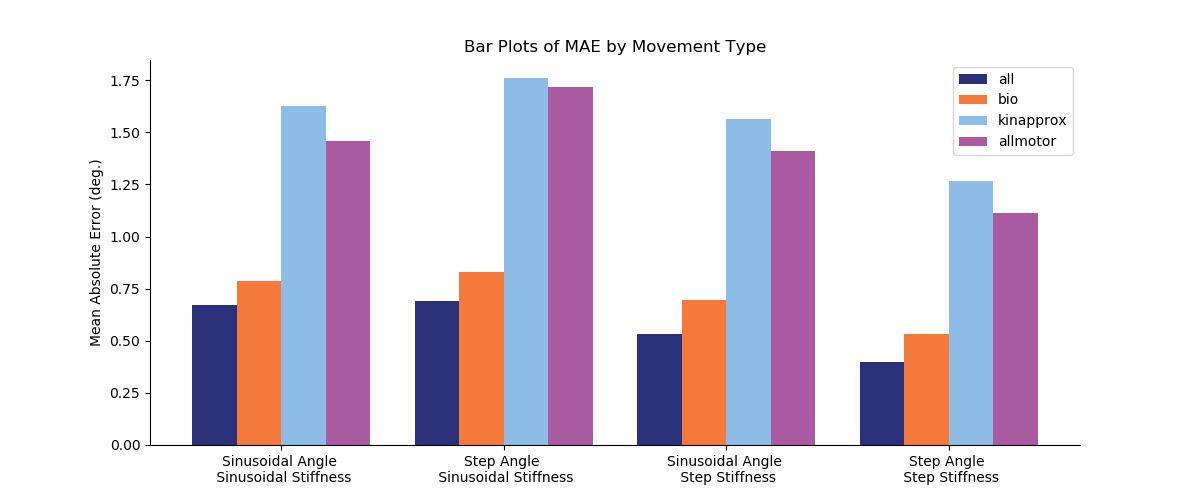 Bar Plots of MAE by Movement Type
all
bio
kinapprox
allmotor
Mean Absolute Error (deg.)
1.75
1.50
1.25
1.00
0.75
0.50
0.25
0.00
Sinusoidal Angle
Sinusoidal Stiffness
Step Angle
Sinusoidal Stiffness
Sinusoidal Angle
Step Stiffness
Step Angle
Step Stiffness